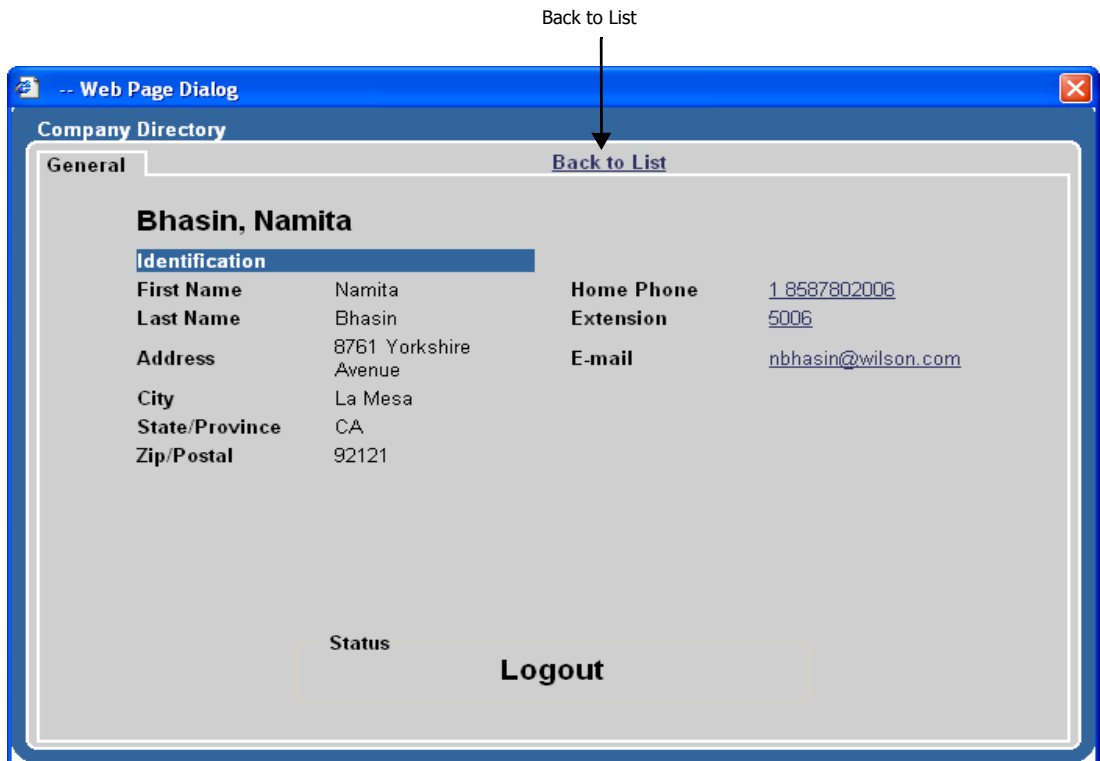 Back to List
-- Web Page Dialog
Company Directory
General
Back to List
Bhasin, Namita
Identification
First Name Namita Home Phone 1 8587802006
Last Name Bhasin Extension 5006
Address 8761 Yorkshire
Avenue E-mail nbhasin@wilson.com
City La Mesa
State/Province CA
Zip/Postal 92121
Status
Logout